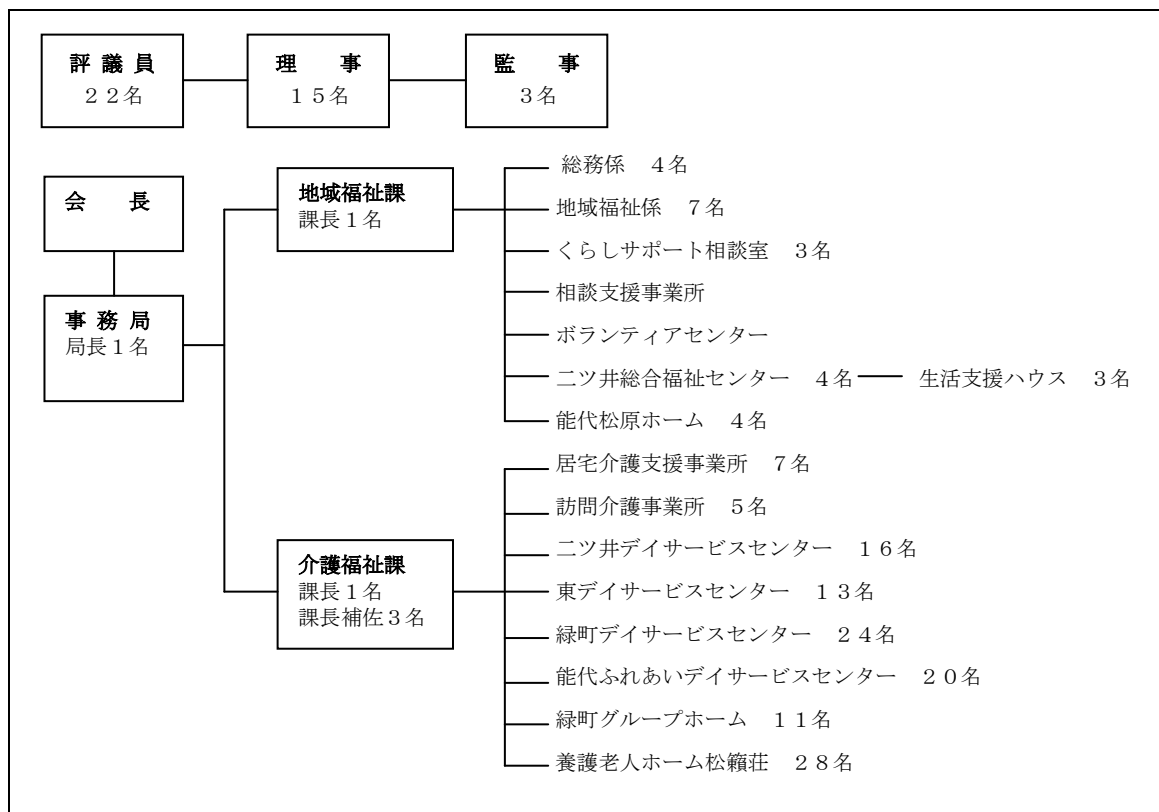 評議員
２２名
理　事
１５名
監　事
３名
会　長
事務局
局長１名
地域福祉課
課長１名
総務係　４名
地域福祉係　７名
くらしサポート相談室　３名
相談支援事業所
ボランティアセンター
二ツ井総合福祉センター　４名　生活支援ハウス　３名
能代松原ホーム　４名
介護福祉課
課長１名
課長補佐３名
居宅介護支援事業所　７名
訪問介護事業所　５名
二ツ井デイサービスセンター　１６名
東デイサービスセンター　１３名
緑町デイサービスセンター　２４名
能代ふれあいデイサービスセンター　２０名
緑町グループホーム　１１名
養護老人ホーム松籟荘　２８名